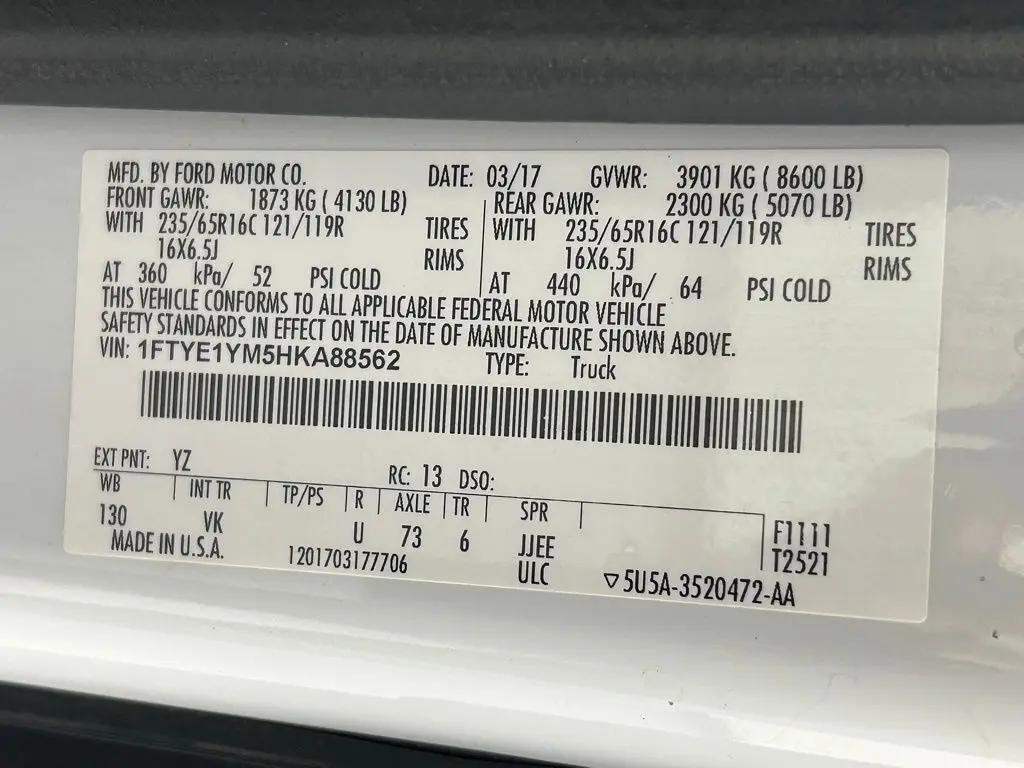 MFD. BY FORD MOTOR CO. DATE: 03/17 GVWR: 3901 KG ( 8600 LB)
FRONT GAWR: 1873 KG ( 4130 LB) REAR GAWR: 2300 KG ( 5070 LB)
WITH 235/65R16C 121/119R TIRES WITH 235/65R16C 121/119R TIRES
16X6.5J RIMS 16X6.5J RIMS
AT 360 kPa/ 52 PSI COLD AT 440 kPa/ 64 PSI COLD
THIS VEHICLE CONFORMS TO ALL APPLICABLE FEDERAL MOTOR VEHICLE
SAFETY STANDARDS IN EFFECT ON THE DATE OF MANUFACTURE SHOWN ABOVE.
VIN: 1FTYE1YM5HKA88562 TYPE: Truck
EXT PNT: YZ RC: 13 DSO:
WB INT TR TP/PS R AXLE TR SPR
130 VK U 73 6 JJEE F1111
MADE IN U.S.A. 1201703177706 ULC T2521
▽5U5A-3520472-AA